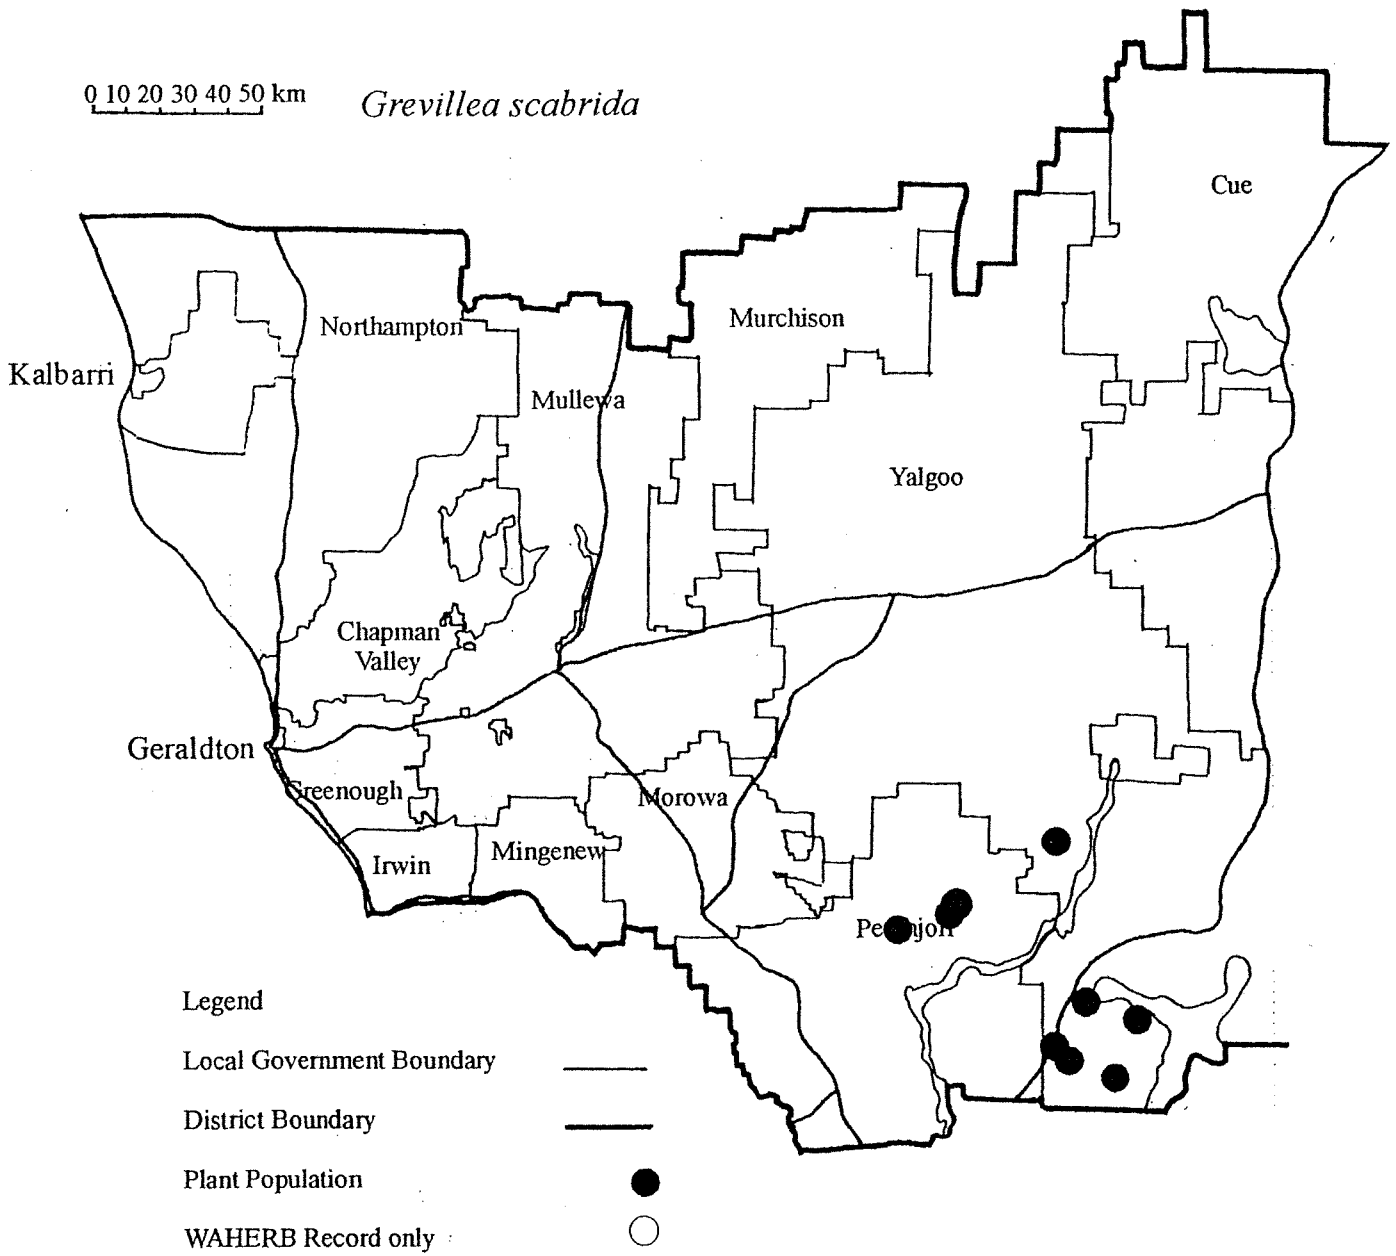 0 10 20 30 40 50 km
Grevillea scabrida
Cue
Northampton
Murchison
Kalbarri
Mullewa
Yalgoo
Chapman
Valley
Geraldton
Greenough
Morowa
Irwin
Mingenew
Legend
Local Government Boundary
District Boundary
Plant Population
WAHERB Record only